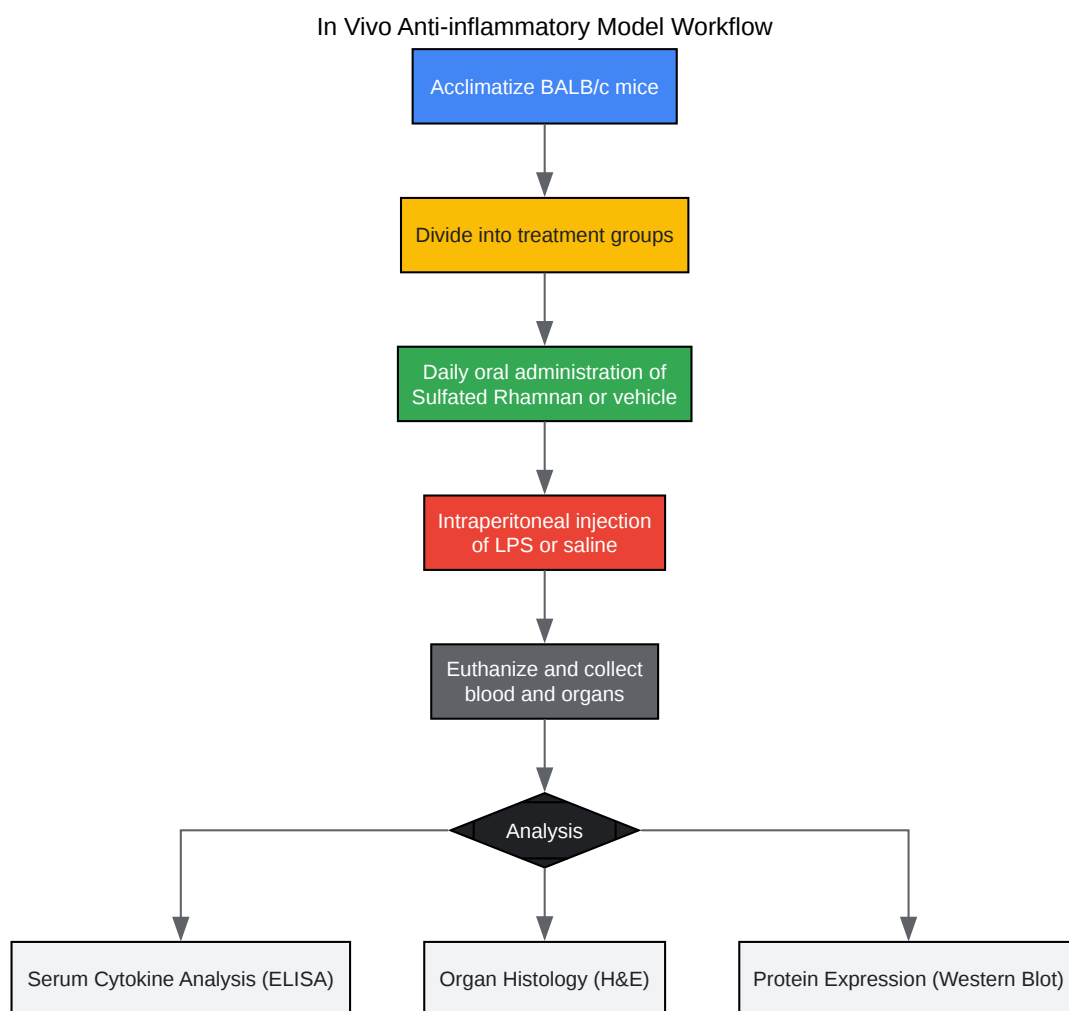 In Vivo Anti-inflammatory Model Workflow
Acclimatize BALB/c mice
Divide into treatment groups
Daily oral administration of
Sulfated Rhamnan or vehicle
Intraperitoneal injection
of LPS or saline
Euthanize and collect
blood and organs
Analysis
Serum Cytokine Analysis (ELISA)
Organ Histology (H&E)
Protein Expression (Western Blot)